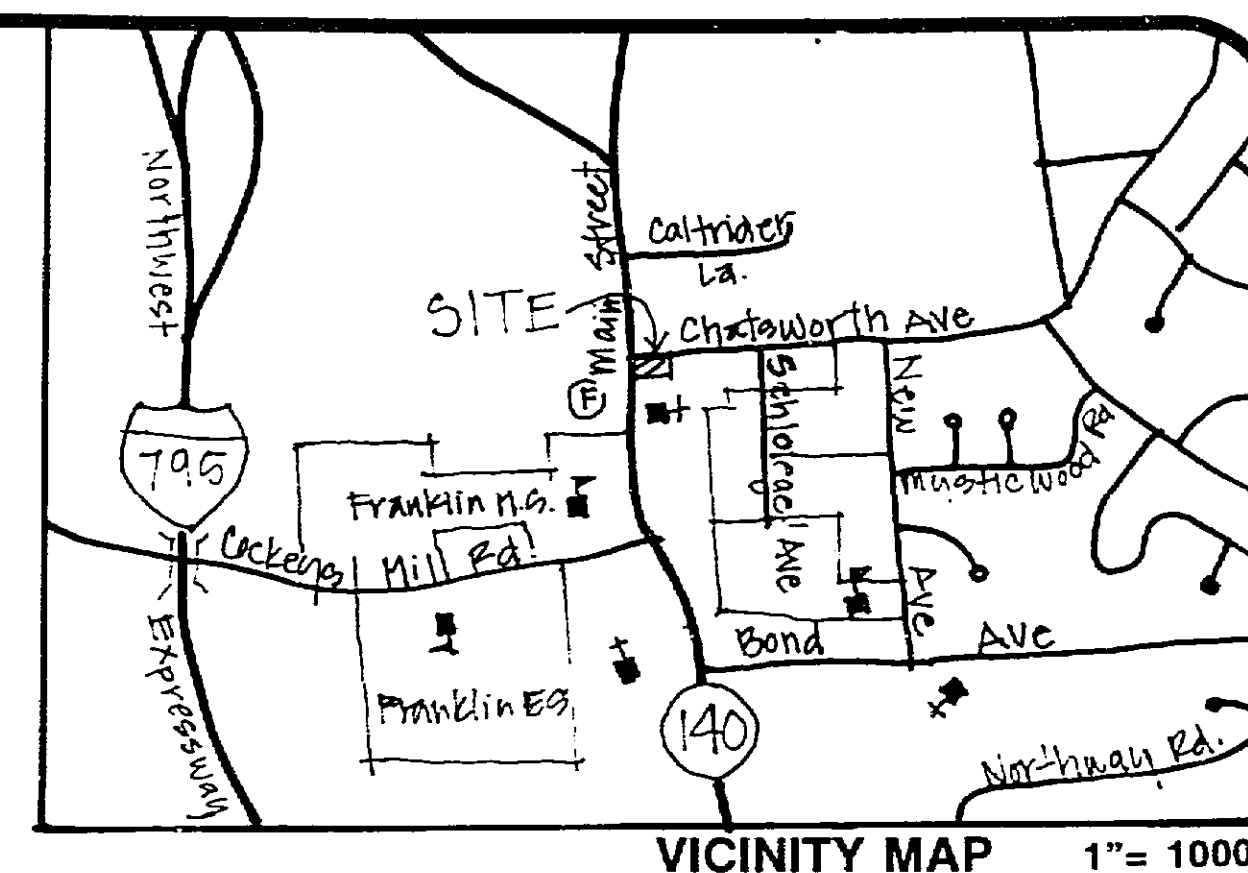 Northwest
Street
Caltrider
La.
SITE
Main
Chatsworth Ave
F
New
795
Franklin M.S.
Musticwood Rd
Cockeys Mill Rd.
Ave
Ave
Expressway
Bond Ave
Franklin ES
140
Northway Rd.
VICINITY MAP 1"= 1000